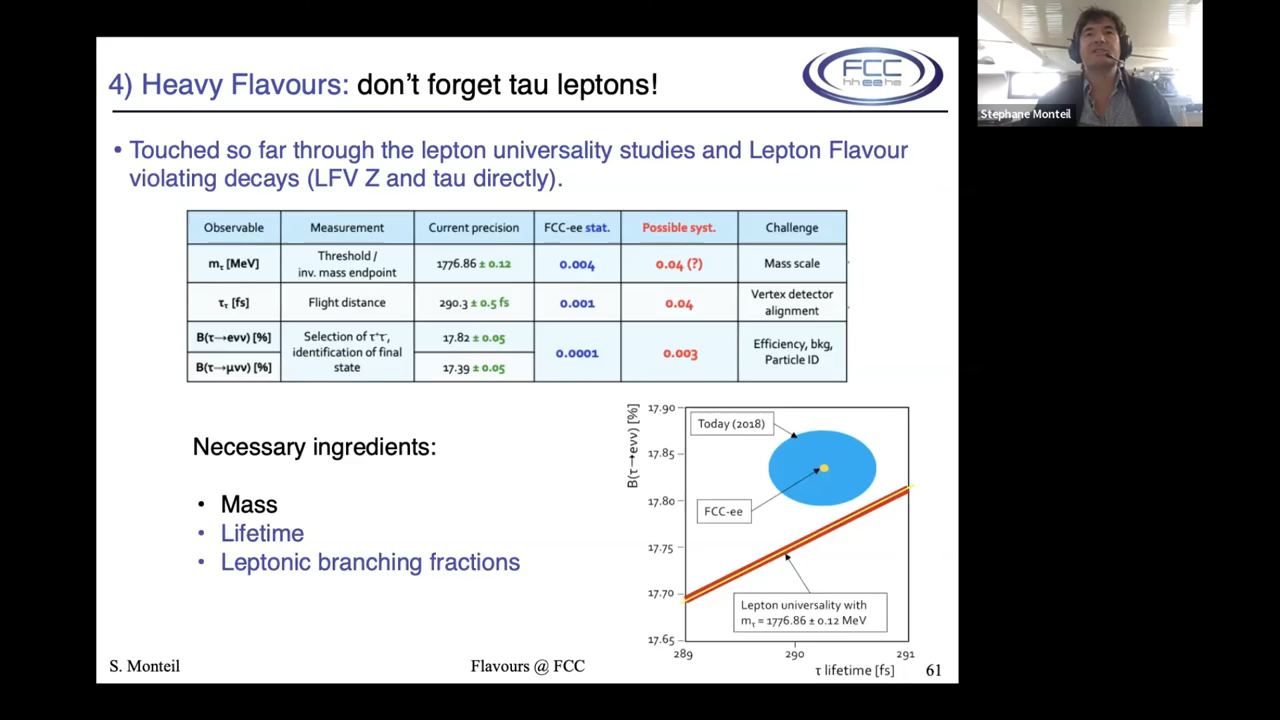 4) Heavy Flavours: don't forget tau leptons!
FCC
hh ee he
Stephane Monteil
• Touched so far through the lepton universality studies and Lepton Flavour
violating decays (LFV Z and tau directly).
Observable Measurement Current precision FCC-ee stat. Possible syst. Challenge
mτ [MeV] Threshold / inv. mass endpoint 1776.86 ± 0.12 0.004 0.04 (?) Mass scale
ττ [fs] Flight distance 290.3 ± 0.5 fs 0.001 0.04 Vertex detector alignment
B(τ→eνν) [%] Selection of τ⁺τ⁻, identification of final state 17.82 ± 0.05 0.0001 0.003 Efficiency, bkg, Particle ID
B(τ→μνν) [%] 17.39 ± 0.05
Necessary ingredients:
• Mass
• Lifetime
• Leptonic branching fractions
B(τ→eνν) [%]
17.90
17.85
17.80
17.75
17.70
17.65
Today (2018)
FCC-ee
Lepton universality with
mτ = 1776.86 ± 0.12 MeV
289 290 291
τ lifetime [fs]
S. Monteil Flavours @ FCC 61